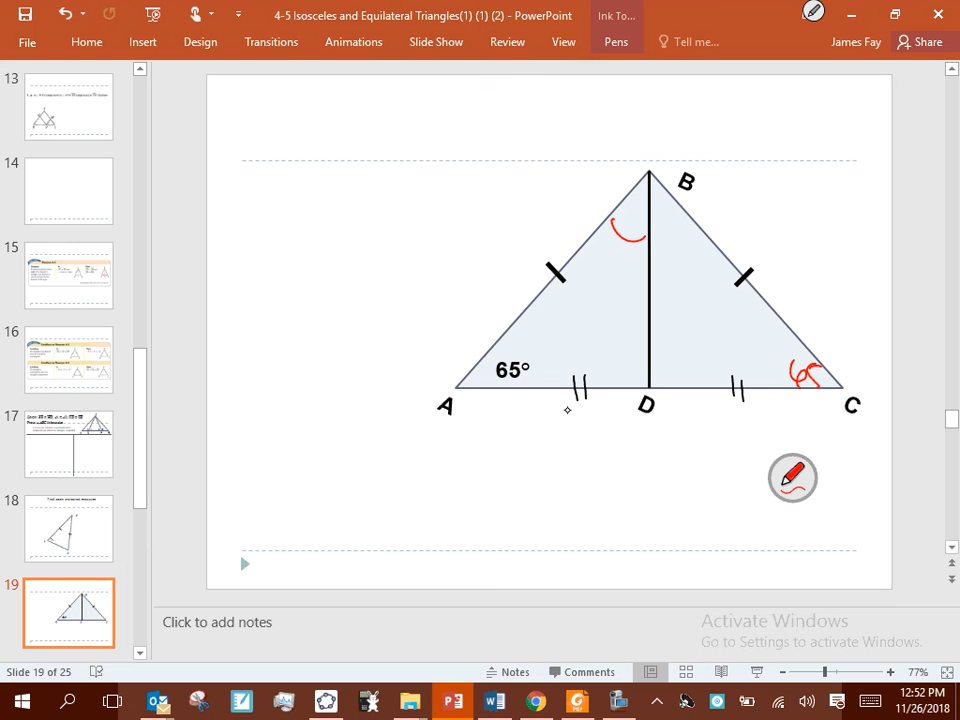 4-5 Isosceles and Equilateral Triangles(1) (1) (2) - PowerPoint
Ink To...
File
Home
Insert
Design
Transitions
Animations
Slide Show
Review
View
Pens
Tell me...
James Fay
Share
13
14
15
16
17
18
19
B
65°
65
A
D
C
Click to add notes
Activate Windows
Go to Settings to activate Windows.
Slide 19 of 25
Notes
Comments
77%
12:52 PM
11/26/2018